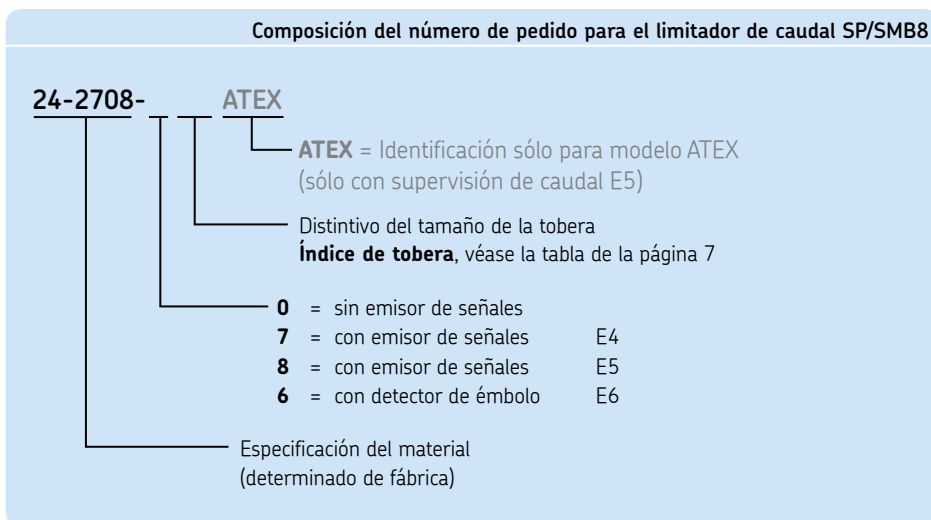 Composición del número de pedido para el limitador de caudal SP/SMB8
24-2708-_ __ ATEX
ATEX = Identificación sólo para modelo ATEX
(sólo con supervisión de caudal E5)
Distintivo del tamaño de la tobera
Índice de tobera, véase la tabla de la página 7
0 = sin emisor de señales
7 = con emisor de señales E4
8 = con emisor de señales E5
6 = con detector de émbolo E6
Especificación del material
(determinado de fábrica)